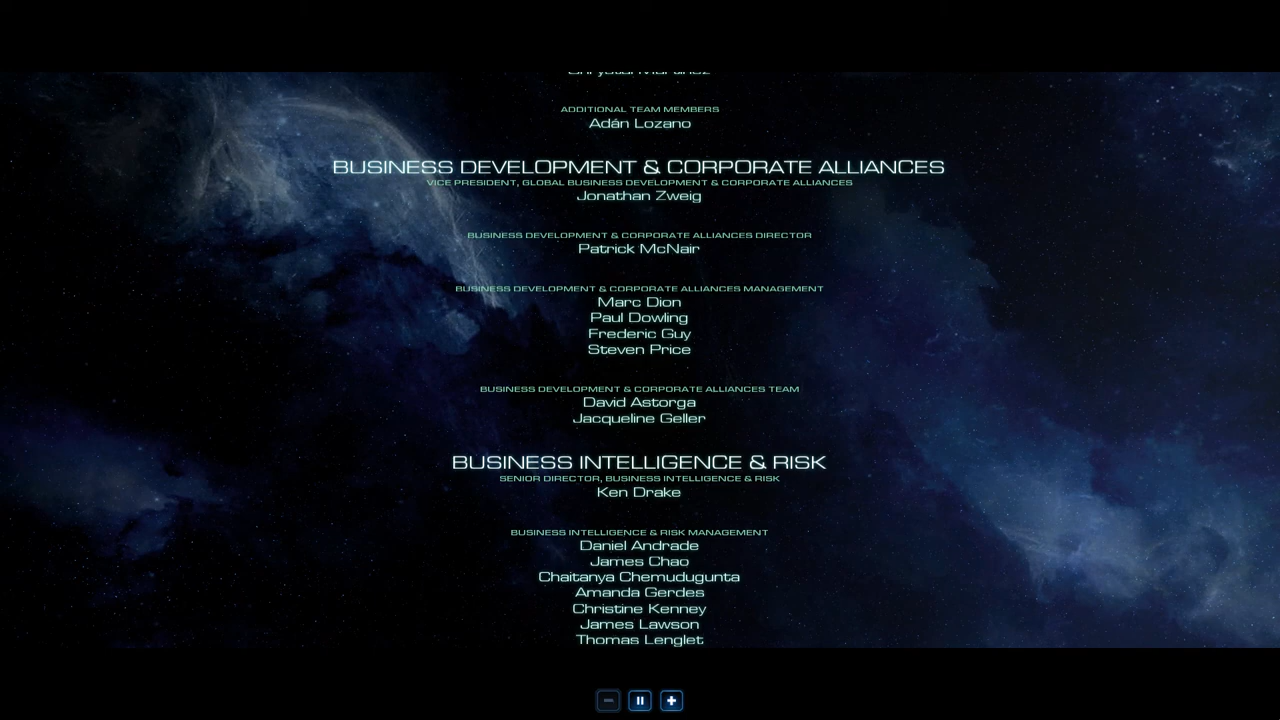 ADDITIONAL TEAM MEMBERS
Adán Lozano
BUSINESS DEVELOPMENT & CORPORATE ALLIANCES
VICE PRESIDENT, GLOBAL BUSINESS DEVELOPMENT & CORPORATE ALLIANCES
Jonathan Zweig
BUSINESS DEVELOPMENT & CORPORATE ALLIANCES DIRECTOR
Patrick McNair
BUSINESS DEVELOPMENT & CORPORATE ALLIANCES MANAGEMENT
Marc Dion
Paul Dowling
Frederic Guy
Steven Price
BUSINESS DEVELOPMENT & CORPORATE ALLIANCES TEAM
David Astorga
Jacqueline Geller
BUSINESS INTELLIGENCE & RISK
SENIOR DIRECTOR, BUSINESS INTELLIGENCE & RISK
Ken Drake
BUSINESS INTELLIGENCE & RISK MANAGEMENT
Daniel Andrade
James Chao
Chaitanya Chemudugunta
Amanda Gerdes
Christine Kenney
James Lawson
Thomas Lenglet